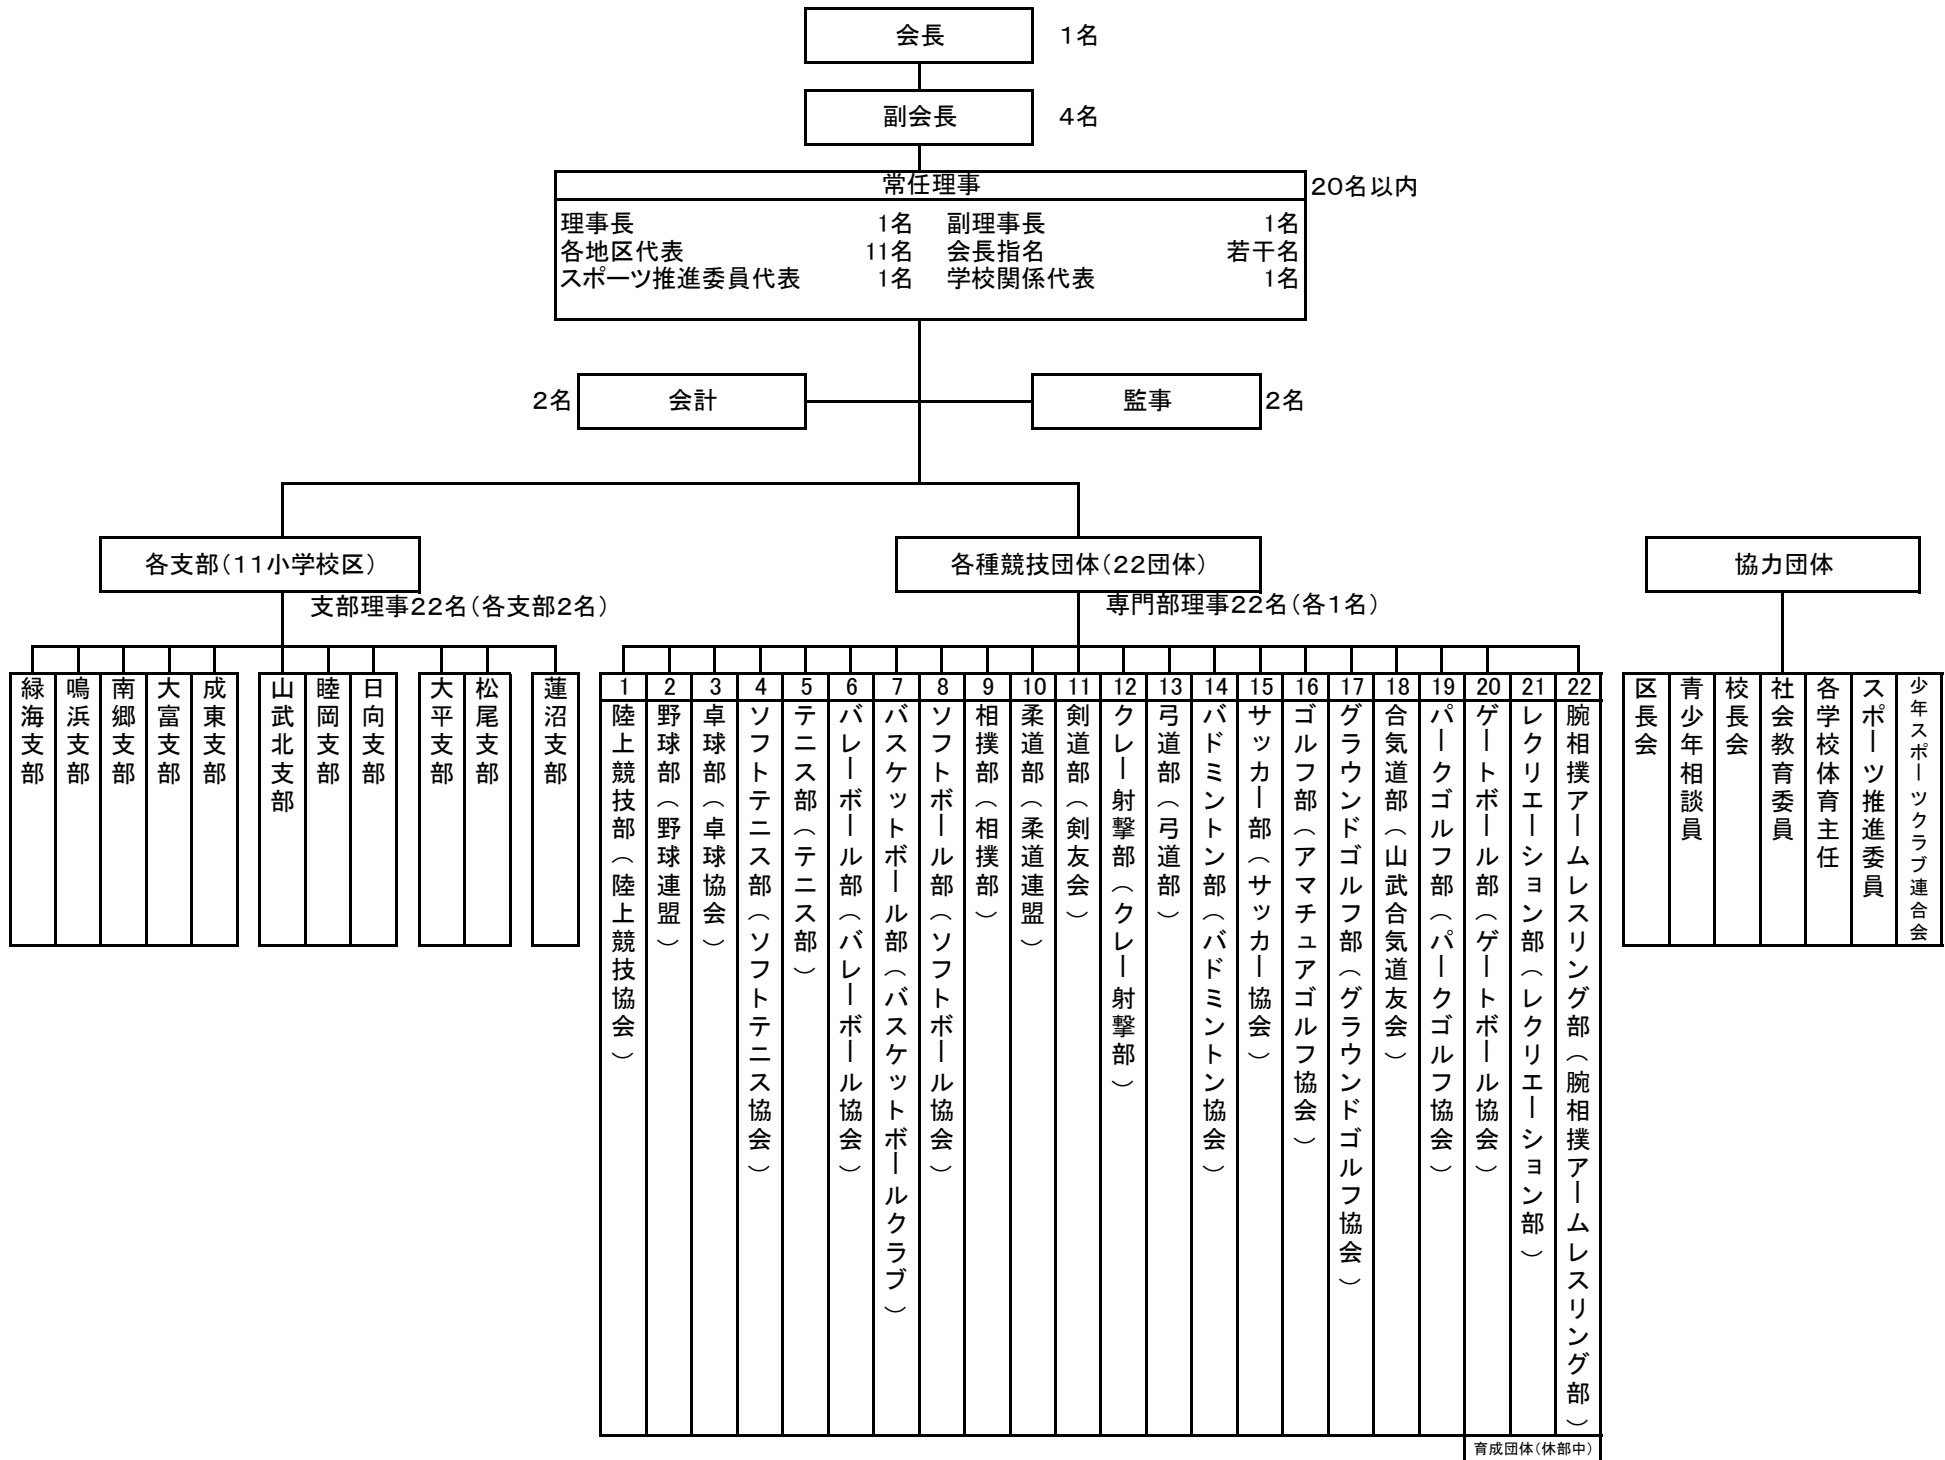 会長 1名
副会長 4名
常任理事 20名以内
理事長 1名 副理事長 1名
各地区代表 11名 会長指名 若干名
スポーツ推進委員代表 1名 学校関係代表 1名
2名 会計 監事 2名
各支部（11小学校区）
支部理事22名（各支部2名）
緑海支部
鳴浜支部
南郷支部
大富支部
成東支部
山武北支部
睦岡支部
日向支部
大平支部
松尾支部
蓮沼支部
各種競技団体（22団体）
専門部理事22名（各1名）
1 陸上競技部（陸上競技協会）
2 野球部（野球連盟）
3 卓球部（卓球協会）
4 ソフトテニス部（ソフトテニス協会）
5 テニス部（テニス部）
6 バレーボール部（バレーボール協会）
7 バスケットボール部（バスケットボールクラブ）
8 ソフトボール部（ソフトボール協会）
9 相撲部（相撲部）
10 柔道部（柔道連盟）
11 剣道部（剣友会）
12 クレー射撃部（クレー射撃部）
13 弓道部（弓道部）
14 バドミントン部（バドミントン協会）
15 サッカー部（サッカー協会）
16 ゴルフ部（アマチュアゴルフ協会）
17 グラウンドゴルフ部（グラウンドゴルフ協会）
18 合気道部（山武合気道友会）
19 パークゴルフ部（パークゴルフ協会）
20 ゲートボール部（ゲートボール協会）
21 レクリエーション部（レクリエーション部）
22 腕相撲アームレスリング部（腕相撲アームレスリング部）
育成団体（休部中）
協力団体
区長会
青少年相談員
校長会
社会教育委員
各学校体育主任
スポーツ推進委員
少年スポーツクラブ連合会